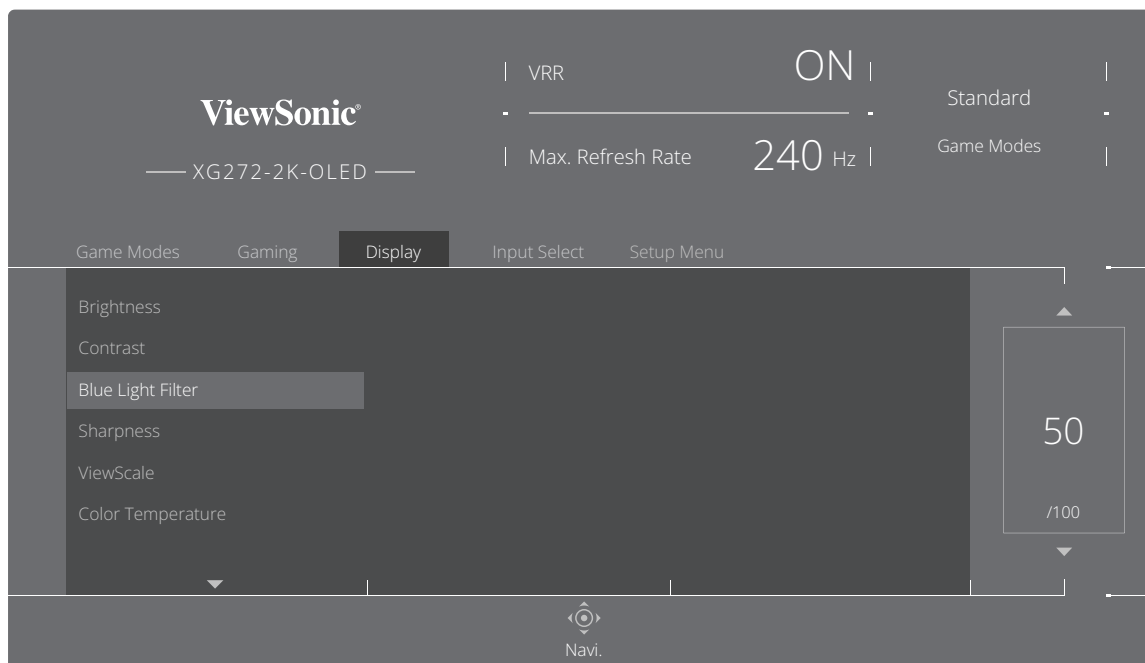 ViewSonic®
XG272-2K-OLED
VRR ON
Max. Refresh Rate 240 Hz
Standard
Game Modes
Game Modes Gaming Display Input Select Setup Menu
Brightness
Contrast
Blue Light Filter
Sharpness
ViewScale
Color Temperature
50
/100
Navi.